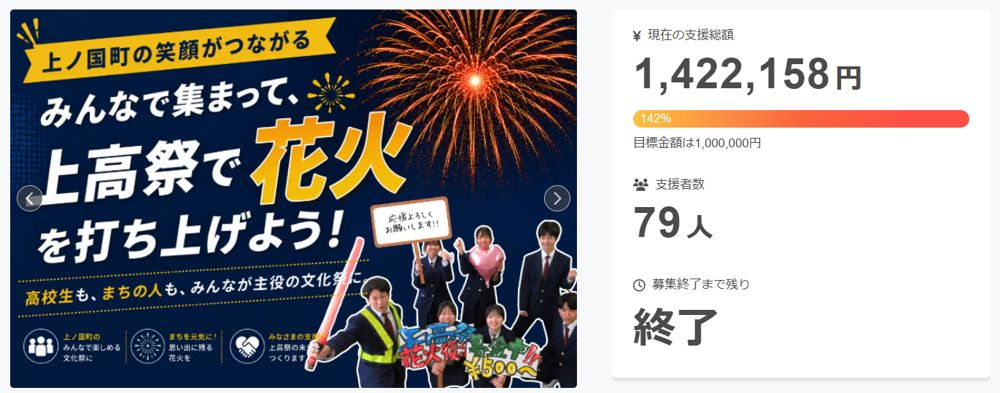 上ノ国町の笑顔がつながる
みんなで集まって、
上高祭で花火
を打ち上げよう!
応援よろしく
お願いします!!
高校生も、まちの人も、みんなが主役の文化祭に
上ノ国町の
みんなで楽しめる
文化祭に
まちを元気に!
思い出に残る
花火を
みなさまの支援
上高祭の未
つくります
上高祭
花火
募金中!!
¥500~
現在の支援総額
1,422,158円
142%
目標金額は1,000,000円
支援者数
79人
募集終了まで残り
終了